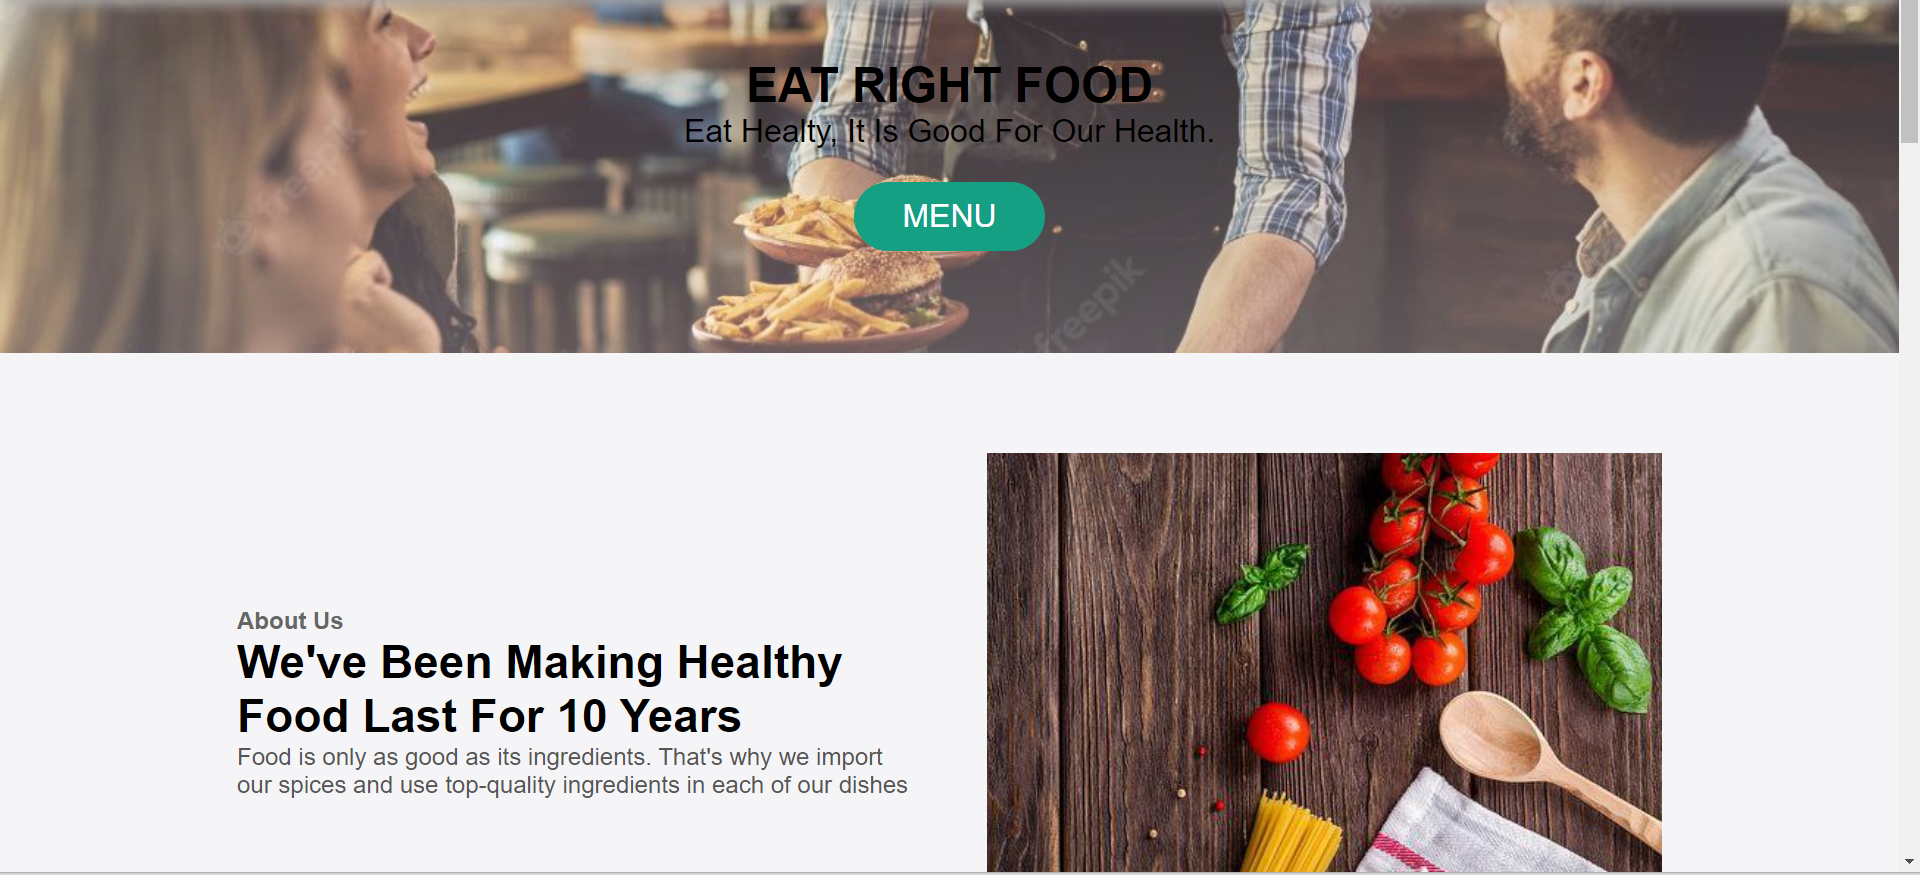 EAT RIGHT FOOD
Eat Healty, It Is Good For Our Health.
MENU
freepik
freepik
About Us
We've Been Making Healthy
Food Last For 10 Years
Food is only as good as its ingredients. That's why we import
our spices and use top-quality ingredients in each of our dishes